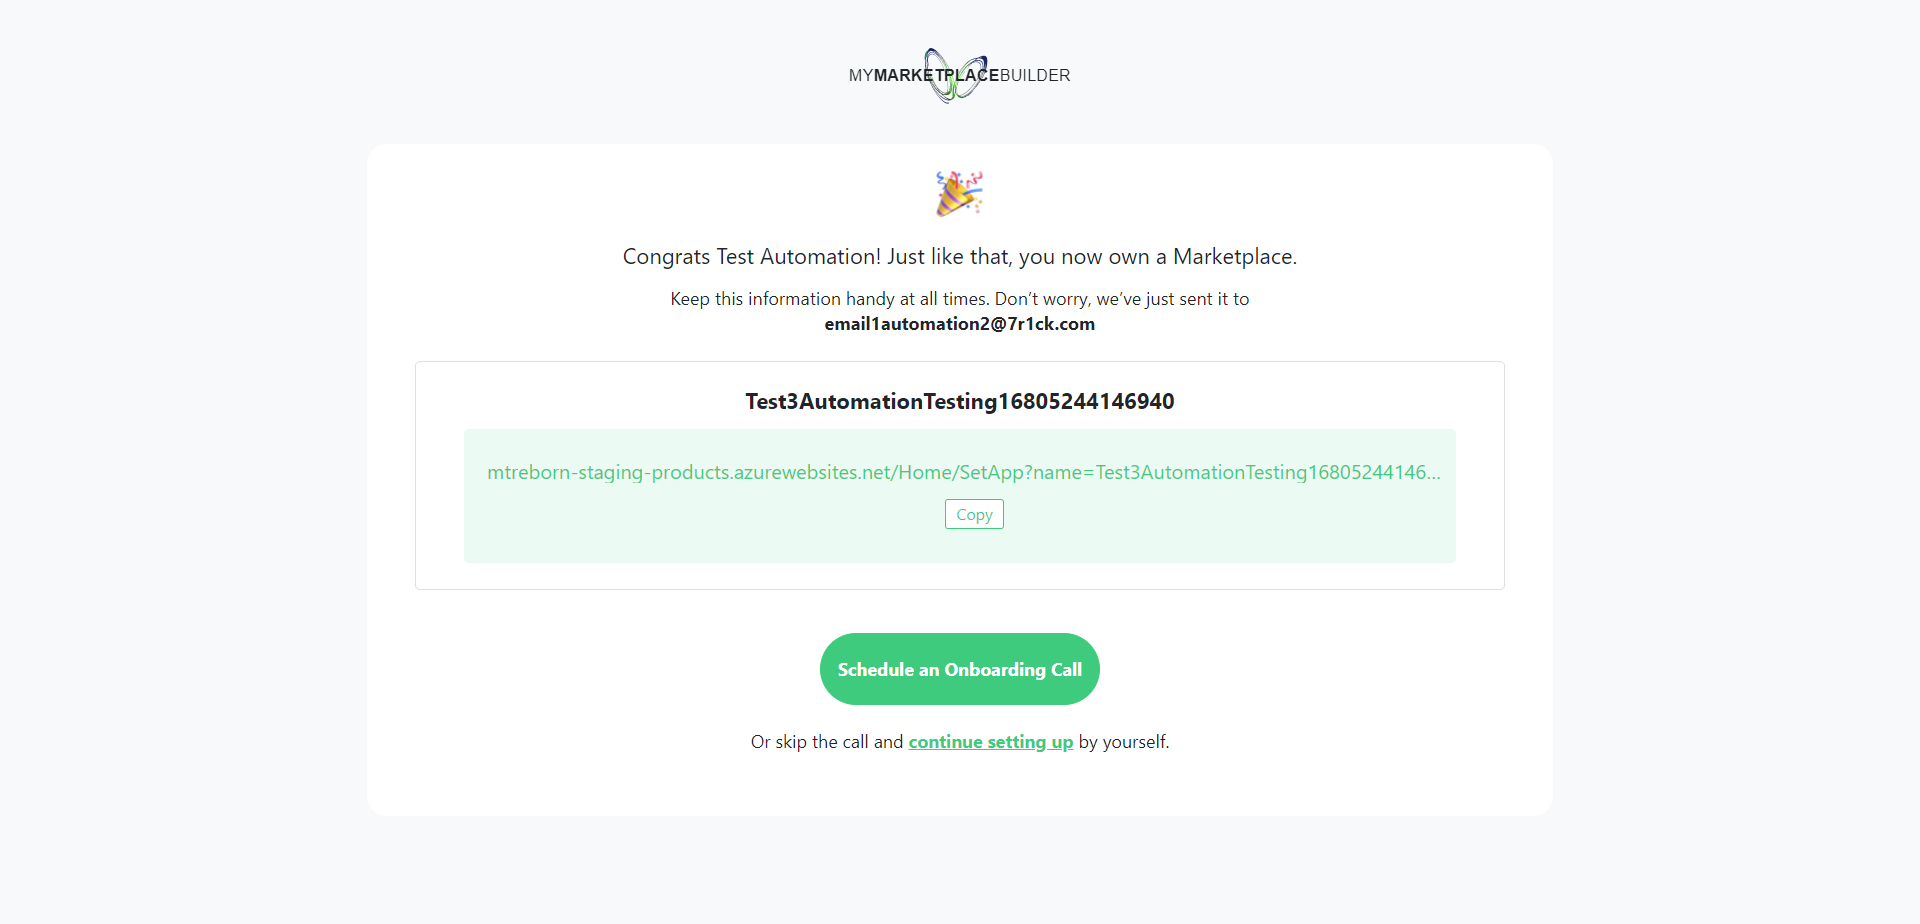 MYMARKETPLACEBUILDER
Congrats Test Automation! Just like that, you now own a Marketplace.
Keep this information handy at all times. Don’t worry, we’ve just sent it to
email1automation2@7r1ck.com
Test3AutomationTesting16805244146940
mtreborn-staging-products.azurewebsites.net/Home/SetApp?name=Test3AutomationTesting16805244146...
Copy
Schedule an Onboarding Call
Or skip the call and continue setting up by yourself.